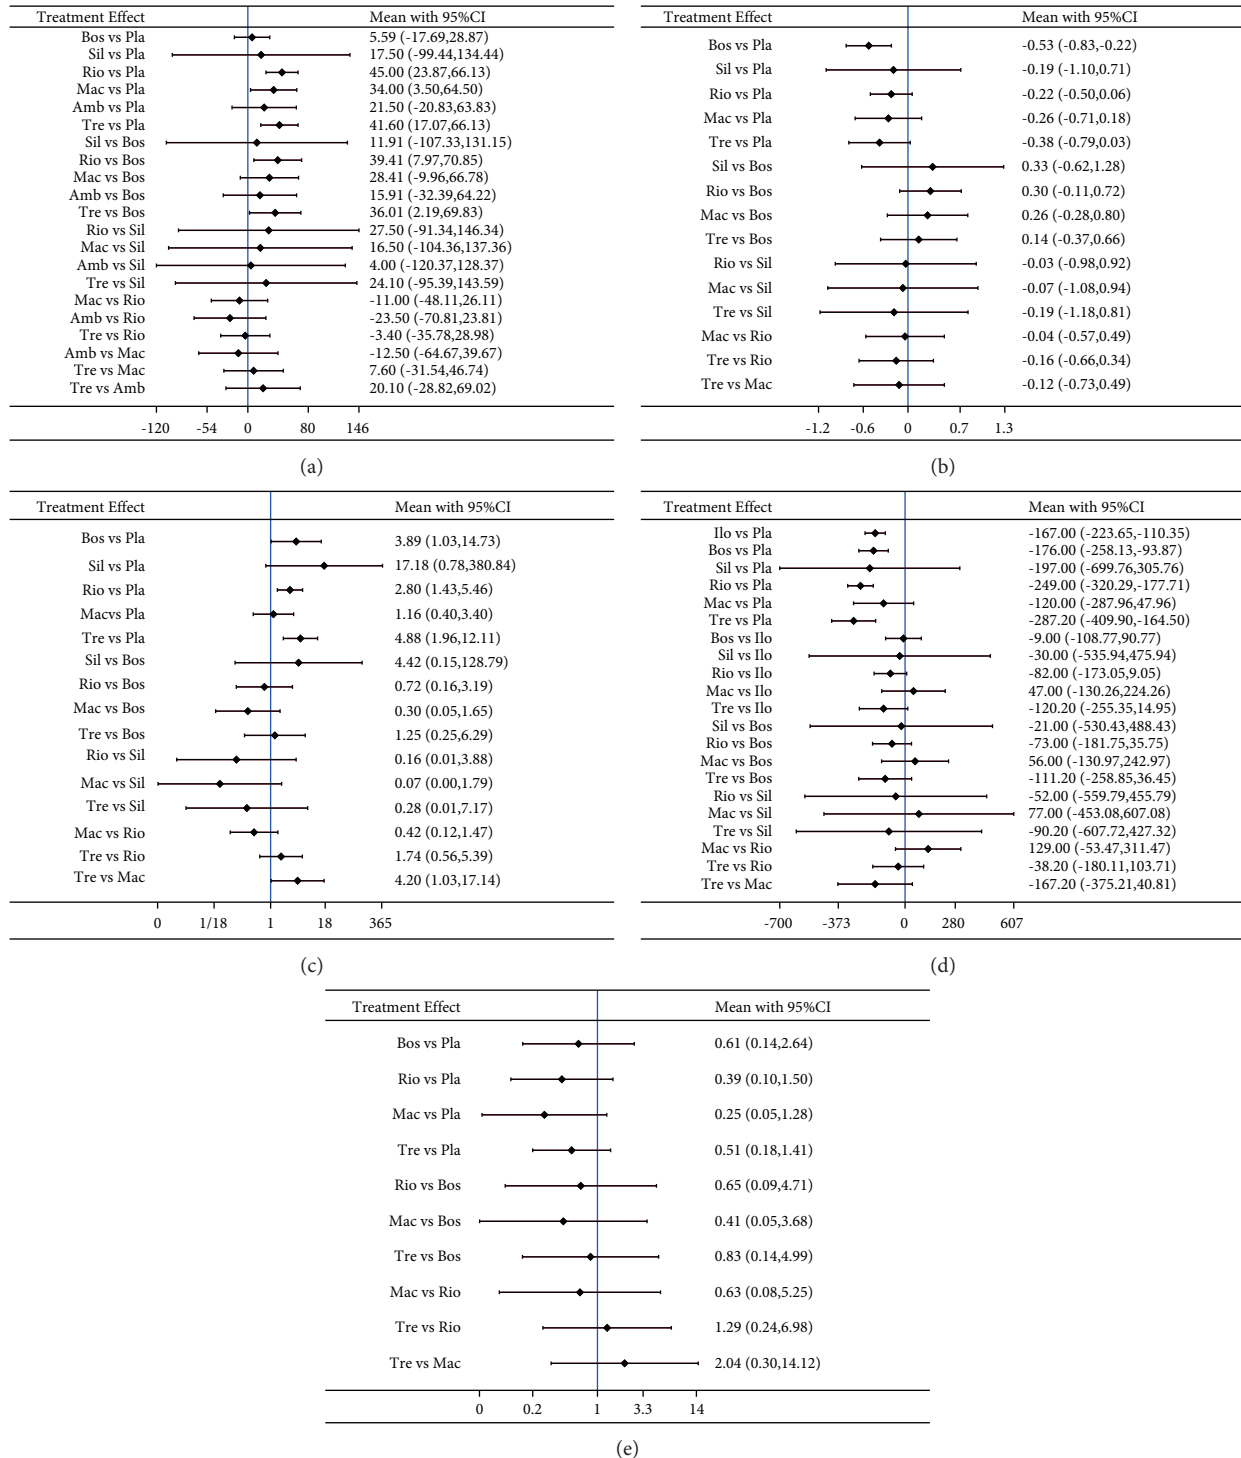 Treatment Effect Mean with 95%CI
Bos vs Pla 5.59 (-17.69,28.87)
Sil vs Pla 17.50 (-99.44,134.44)
Rio vs Pla 45.00 (23.87,66.13)
Mac vs Pla 34.00 (3.50,64.50)
Amb vs Pla 21.50 (-20.83,63.83)
Tre vs Pla 41.60 (17.07,66.13)
Sil vs Bos 11.91 (-107.33,131.15)
Rio vs Bos 39.41 (7.97,70.85)
Mac vs Bos 28.41 (-9.96,66.78)
Amb vs Bos 15.91 (-32.39,64.22)
Tre vs Bos 36.01 (2.19,69.83)
Rio vs Sil 27.50 (-91.34,146.34)
Mac vs Sil 16.50 (-104.36,137.36)
Amb vs Sil 4.00 (-120.37,128.37)
Tre vs Sil 24.10 (-95.39,143.59)
Mac vs Rio -11.00 (-48.11,26.11)
Amb vs Rio -23.50 (-70.81,23.81)
Tre vs Rio -3.40 (-35.78,28.98)
Amb vs Mac -12.50 (-64.67,39.67)
Tre vs Mac 7.60 (-31.54,46.74)
Tre vs Amb 20.10 (-28.82,69.02)
-120 -54 0 80 146
(a)
Treatment Effect Mean with 95%CI
Bos vs Pla -0.53 (-0.83,-0.22)
Sil vs Pla -0.19 (-1.10,0.71)
Rio vs Pla -0.22 (-0.50,0.06)
Mac vs Pla -0.26 (-0.71,0.18)
Tre vs Pla -0.38 (-0.79,0.03)
Sil vs Bos 0.33 (-0.62,1.28)
Rio vs Bos 0.30 (-0.11,0.72)
Mac vs Bos 0.26 (-0.28,0.80)
Tre vs Bos 0.14 (-0.37,0.66)
Rio vs Sil -0.03 (-0.98,0.92)
Mac vs Sil -0.07 (-1.08,0.94)
Tre vs Sil -0.19 (-1.18,0.81)
Mac vs Rio -0.04 (-0.57,0.49)
Tre vs Rio -0.16 (-0.66,0.34)
Tre vs Mac -0.12 (-0.73,0.49)
-1.2 -0.6 0 0.7 1.3
(b)
Treatment Effect Mean with 95%CI
Bos vs Pla 3.89 (1.03,14.73)
Sil vs Pla 17.18 (0.78,380.84)
Rio vs Pla 2.80 (1.43,5.46)
Macvs Pla 1.16 (0.40,3.40)
Tre vs Pla 4.88 (1.96,12.11)
Sil vs Bos 4.42 (0.15,128.79)
Rio vs Bos 0.72 (0.16,3.19)
Mac vs Bos 0.30 (0.05,1.65)
Tre vs Bos 1.25 (0.25,6.29)
Rio vs Sil 0.16 (0.01,3.88)
Mac vs Sil 0.07 (0.00,1.79)
Tre vs Sil 0.28 (0.01,7.17)
Mac vs Rio 0.42 (0.12,1.47)
Tre vs Rio 1.74 (0.56,5.39)
Tre vs Mac 4.20 (1.03,17.14)
0 1/18 1 18 365
(c)
Treatment Effect Mean with 95%CI
Ilo vs Pla -167.00 (-223.65,-110.35)
Bos vs Pla -176.00 (-258.13,-93.87)
Sil vs Pla -197.00 (-699.76,305.76)
Rio vs Pla -249.00 (-320.29,-177.71)
Mac vs Pla -120.00 (-287.96,47.96)
Tre vs Pla -287.20 (-409.90,-164.50)
Bos vs Ilo -9.00 (-108.77,90.77)
Sil vs Ilo -30.00 (-535.94,475.94)
Rio vs Ilo -82.00 (-173.05,9.05)
Mac vs Ilo 47.00 (-130.26,224.26)
Tre vs Ilo -120.20 (-255.35,14.95)
Sil vs Bos -21.00 (-530.43,488.43)
Rio vs Bos -73.00 (-181.75,35.75)
Mac vs Bos 56.00 (-130.97,242.97)
Tre vs Bos -111.20 (-258.85,36.45)
Rio vs Sil -52.00 (-559.79,455.79)
Mac vs Sil 77.00 (-453.08,607.08)
Tre vs Sil -90.20 (-607.72,427.32)
Mac vs Rio 129.00 (-53.47,311.47)
Tre vs Rio -38.20 (-180.11,103.71)
Tre vs Mac -167.20 (-375.21,40.81)
-700 -373 0 280 607
(d)
Treatment Effect Mean with 95%CI
Bos vs Pla 0.61 (0.14,2.64)
Rio vs Pla 0.39 (0.10,1.50)
Mac vs Pla 0.25 (0.05,1.28)
Tre vs Pla 0.51 (0.18,1.41)
Rio vs Bos 0.65 (0.09,4.71)
Mac vs Bos 0.41 (0.05,3.68)
Tre vs Bos 0.83 (0.14,4.99)
Mac vs Rio 0.63 (0.08,5.25)
Tre vs Rio 1.29 (0.24,6.98)
Tre vs Mac 2.04 (0.30,14.12)
0 0.2 1 3.3 14
(e)